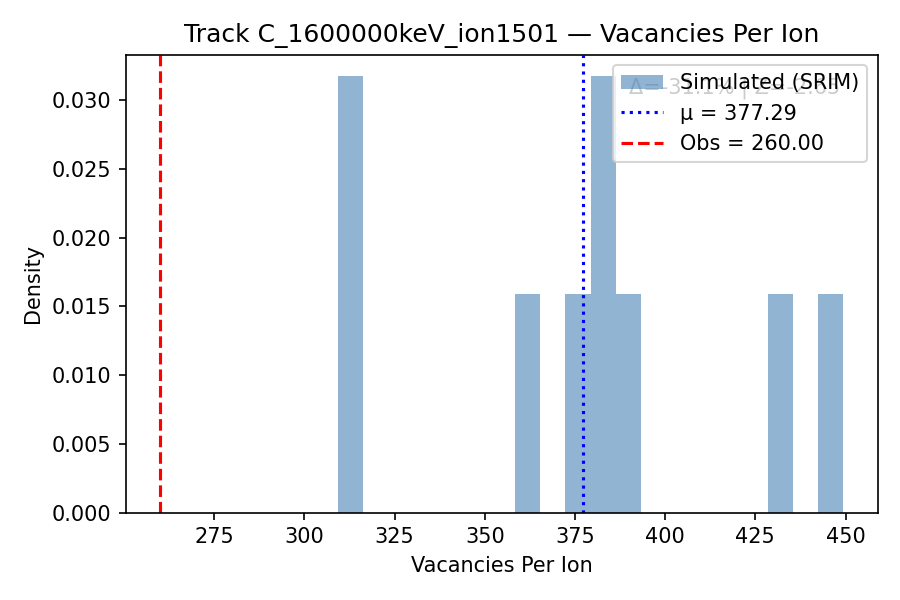 Track C_1600000keV_ion1501 — Vacancies Per Ion
Simulated (SRIM)
μ = 377.29
Obs = 260.00
Density
0.030
0.025
0.020
0.015
0.010
0.005
0.000
275
300
325
350
375
400
425
450
Vacancies Per Ion